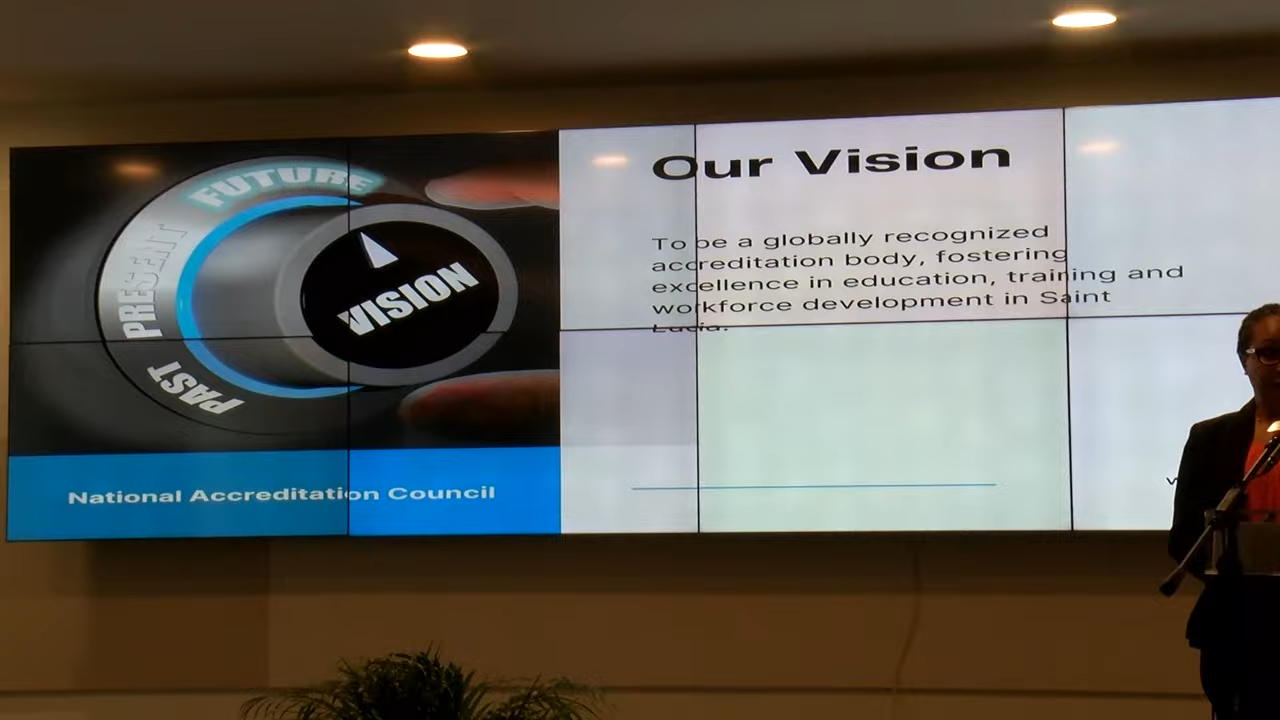 FUTURE
PRESENT
PAST
VISION
National Accreditation Council
Our Vision
To be a globally recognized
accreditation body, fostering
excellence in education, training and
workforce development in Saint
Lucia.